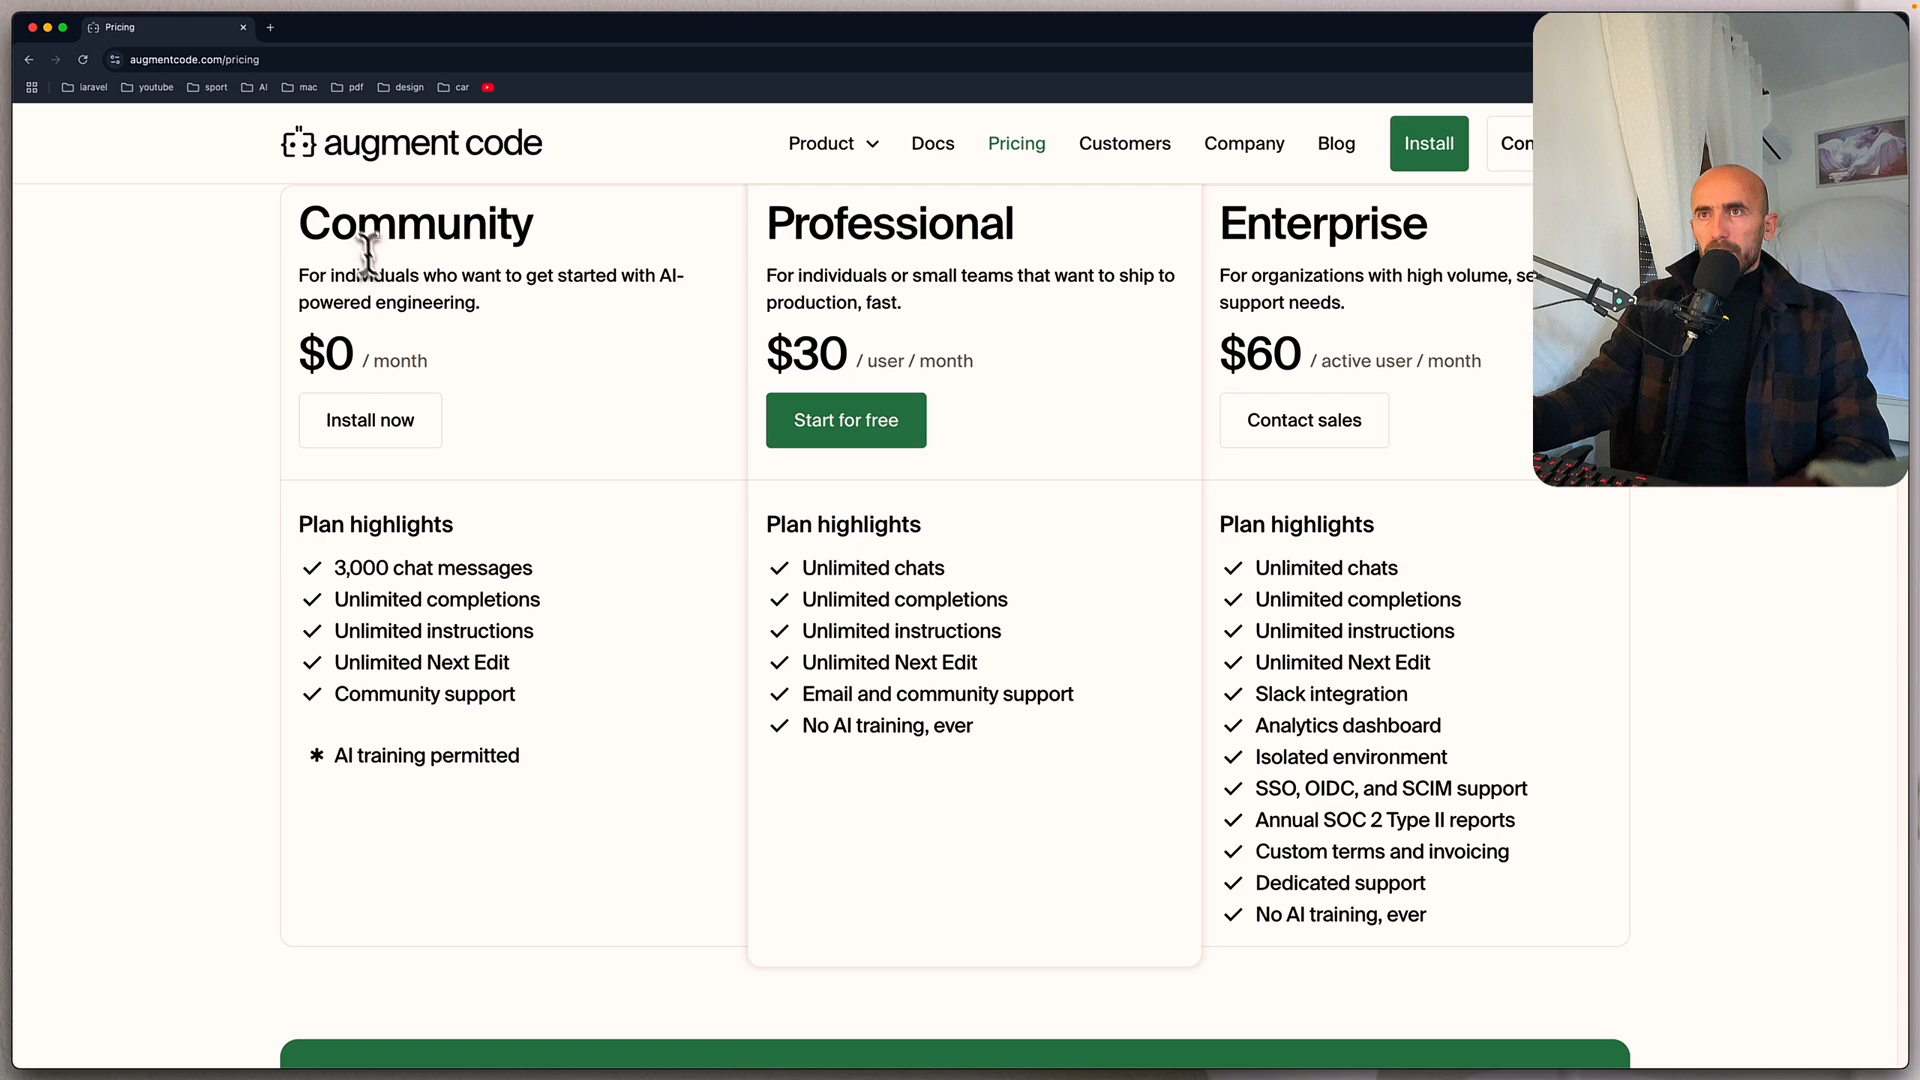 Pricing
augmentcode.com/pricing
laravel youtube sport AI mac pdf design car
augment code
Product Docs Pricing Customers Company Blog Install
Community
For individuals who want to get started with AI-
powered engineering.
$0 / month
Install now
Plan highlights
3,000 chat messages
Unlimited completions
Unlimited instructions
Unlimited Next Edit
Community support
* AI training permitted
Professional
For individuals or small teams that want to ship to
production, fast.
$30 / user / month
Start for free
Plan highlights
Unlimited chats
Unlimited completions
Unlimited instructions
Unlimited Next Edit
Email and community support
No AI training, ever
Enterprise
For organizations with high volume,
support needs.
$60 / active user / month
Contact sales
Plan highlights
Unlimited chats
Unlimited completions
Unlimited instructions
Unlimited Next Edit
Slack integration
Analytics dashboard
Isolated environment
SSO, OIDC, and SCIM support
Annual SOC 2 Type II reports
Custom terms and invoicing
Dedicated support
No AI training, ever